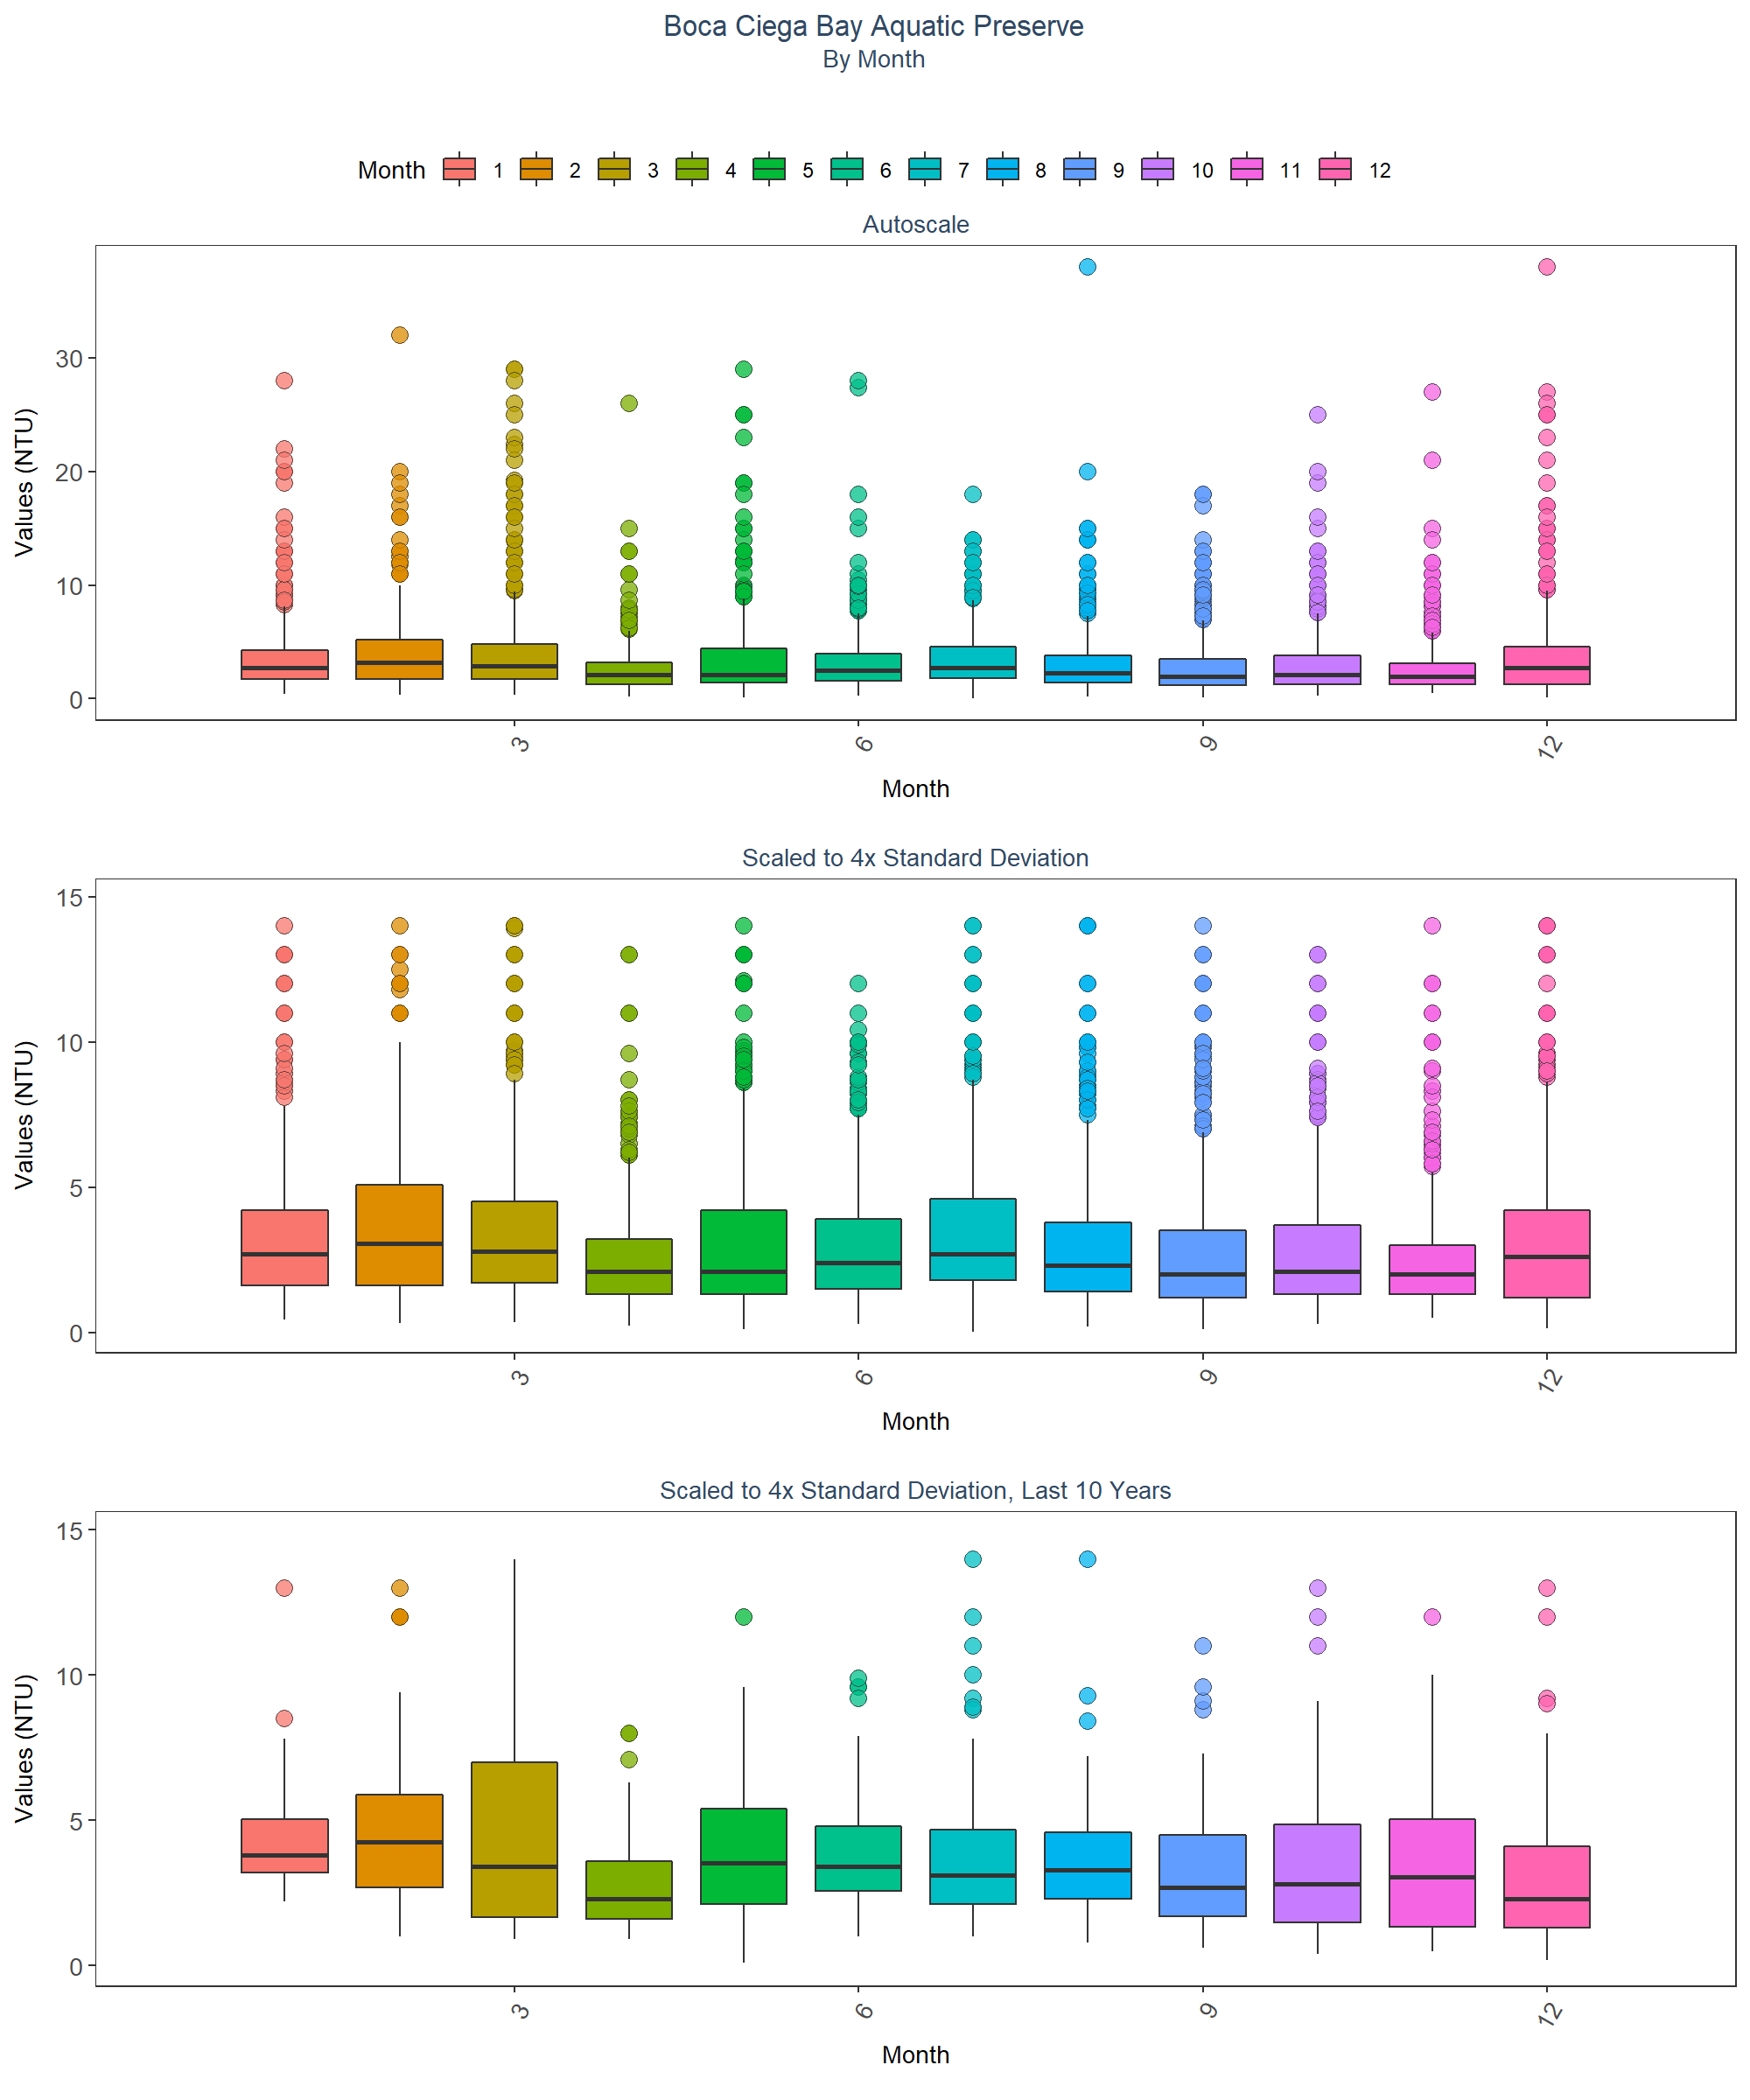 Boca Ciega Bay Aquatic Preserve
By Month
Month 1 2 3 4 5 6 7 8 9 10 11 12
Autoscale
Values (NTU)
30
20
10
0
3 6 9 12
Month
Scaled to 4x Standard Deviation
Values (NTU)
15
10
5
0
3 6 9 12
Month
Scaled to 4x Standard Deviation, Last 10 Years
Values (NTU)
15
10
5
0
3 6 9 12
Month